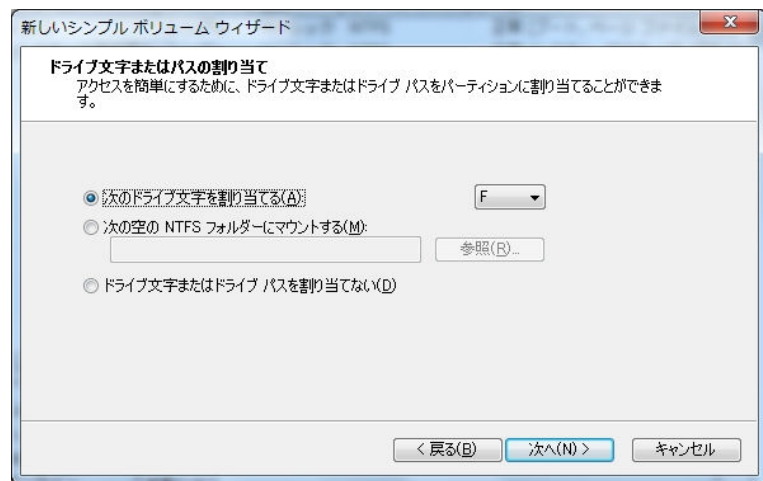 新しいシンプル ボリューム ウィザード
ドライブ文字またはパスの割り当て
アクセスを簡単にするために、ドライブ文字またはドライブ パスをパーティションに割り当てることができま
す。
次のドライブ文字を割り当てる(A): F
次の空の NTFS フォルダーにマウントする(M):
参照(R)...
ドライブ文字またはドライブ パスを割り当てない(D)
< 戻る(B) 次へ(N) > キャンセル